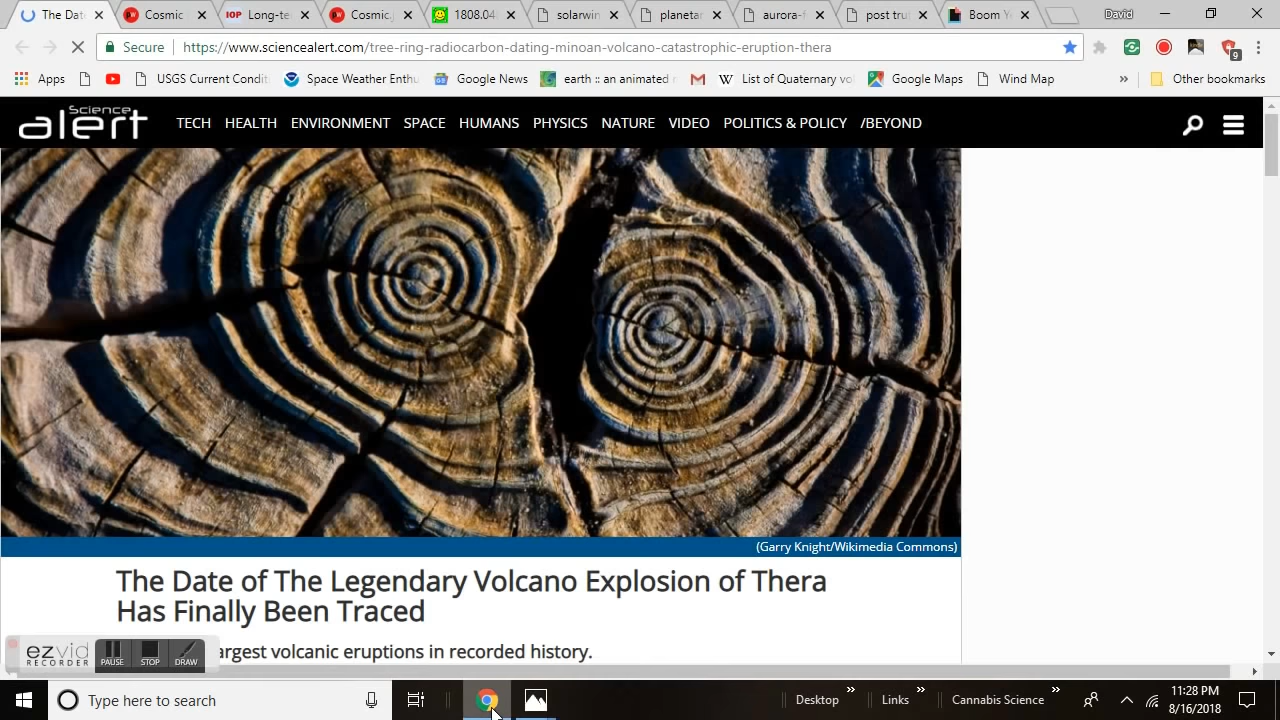 The Date
Cosmic
IOP Long-te
Cosmic.
1808.04
solarwin
planetar
aurora-f
post tru
Boom Y
David
Secure https://www.sciencealert.com/tree-ring-radiocarbon-dating-minoan-volcano-catastrophic-eruption-thera
9
Apps USGS Current Condit Space Weather Enthu Google News earth :: an animated List of Quaternary vo Google Maps Wind Map » Other bookmarks
Science
alert
TECH HEALTH ENVIRONMENT SPACE HUMANS PHYSICS NATURE VIDEO POLITICS & POLICY /BEYOND
(Garry Knight/Wikimedia Commons)
The Date of The Legendary Volcano Explosion of Thera
Has Finally Been Traced
argest volcanic eruptions in recorded history.
ezvid
RECORDER
PAUSE STOP DRAW
Type here to search
Desktop » Links » Cannabis Science »
11:28 PM
8/16/2018